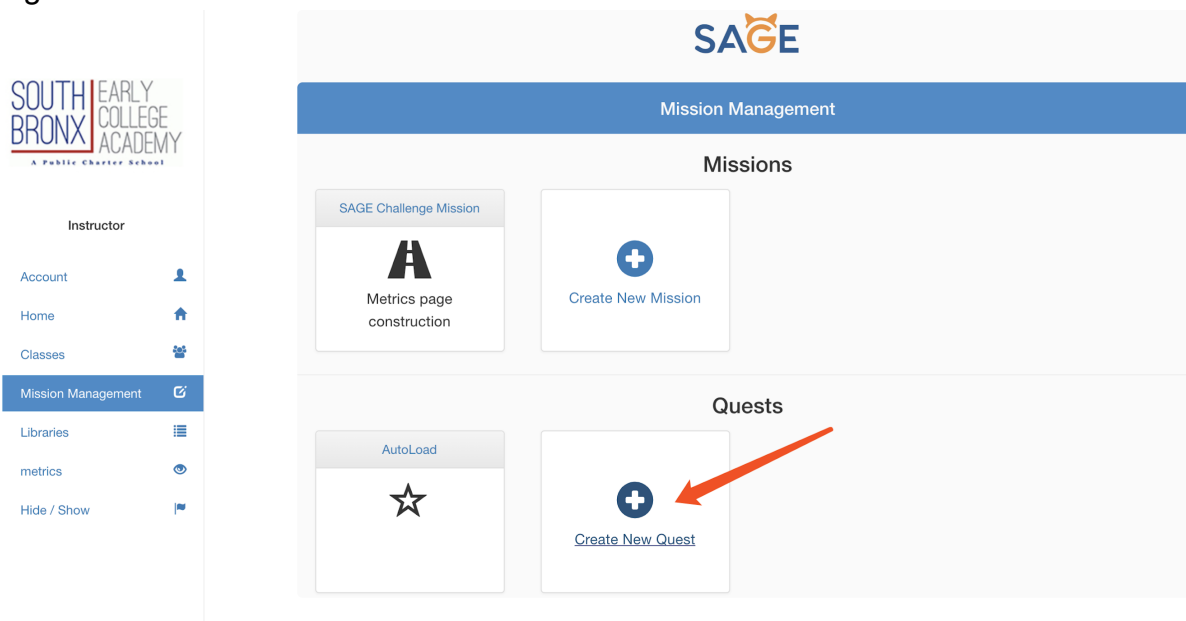 SAGE
SOUTH BRONX EARLY COLLEGE ACADEMY
A Public Charter School
Instructor
Account
Home
Classes
Mission Management
Libraries
metrics
Hide / Show
Mission Management
Missions
SAGE Challenge Mission
Metrics page
construction
Create New Mission
Quests
AutoLoad
Create New Quest